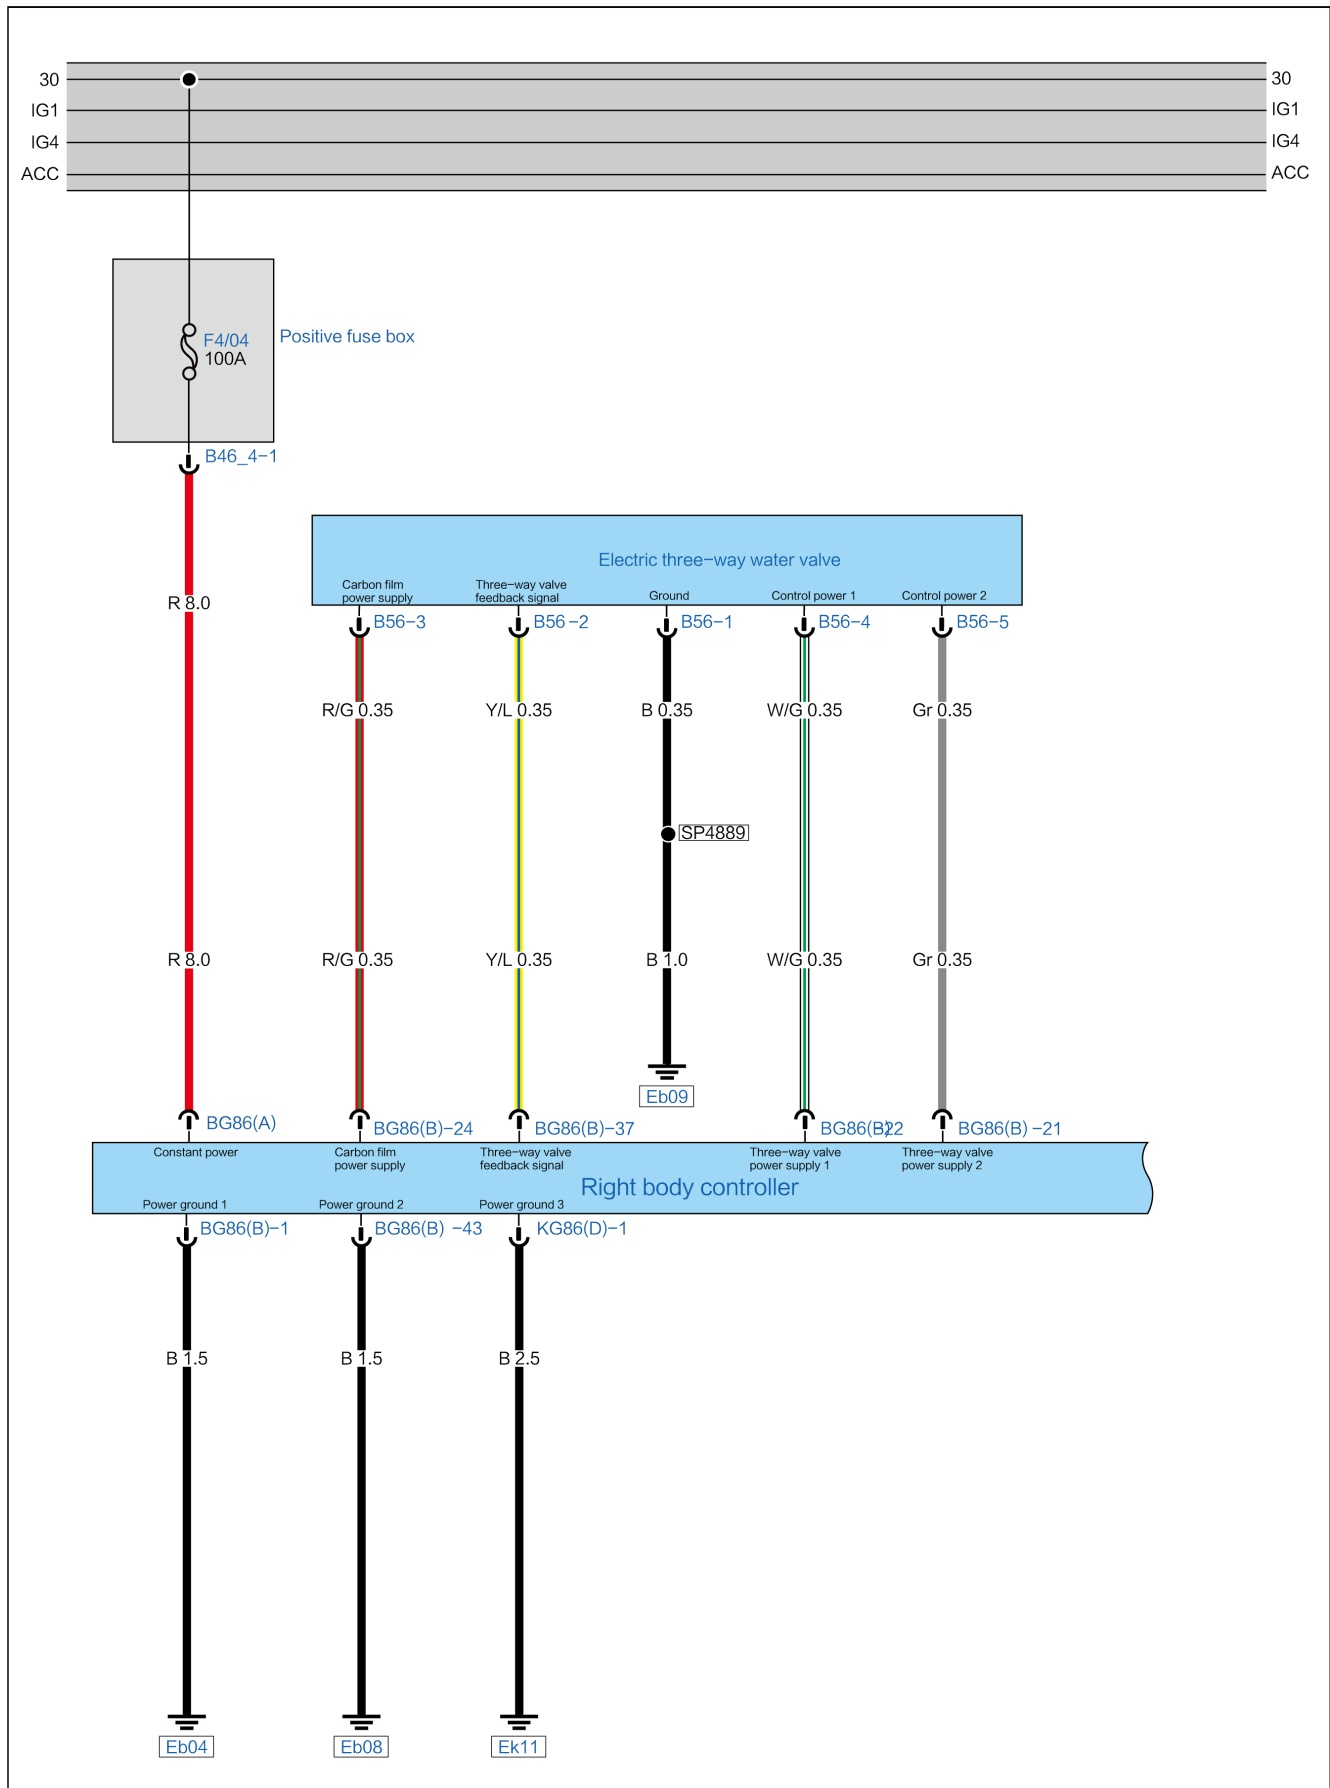 30
30
IG1
IG1
IG4
IG4
ACC
ACC
F4/04
100A
Positive fuse box
B46_4-1
Electric three-way water valve
Carbon film
power supply
Three-way valve
feedback signal
Ground
Control power 1
Control power 2
B56-3
B56-2
B56-1
B56-4
B56-5
R 8.0
R/G 0.35
Y/L 0.35
B 0.35
W/G 0.35
Gr 0.35
SP4889
R 8.0
R/G 0.35
Y/L 0.35
B 1.0
W/G 0.35
Gr 0.35
Eb09
BG86(A)
BG86(B)-24
BG86(B)-37
BG86(B)22
BG86(B) -21
Constant power
Carbon film
power supply
Three-way valve
feedback signal
Three-way valve
power supply 1
Three-way valve
power supply 2
Right body controller
Power ground 1
Power ground 2
Power ground 3
BG86(B)-1
BG86(B) -43
KG86(D)-1
B 1.5
B 1.5
B 2.5
Eb04
Eb08
Ek11